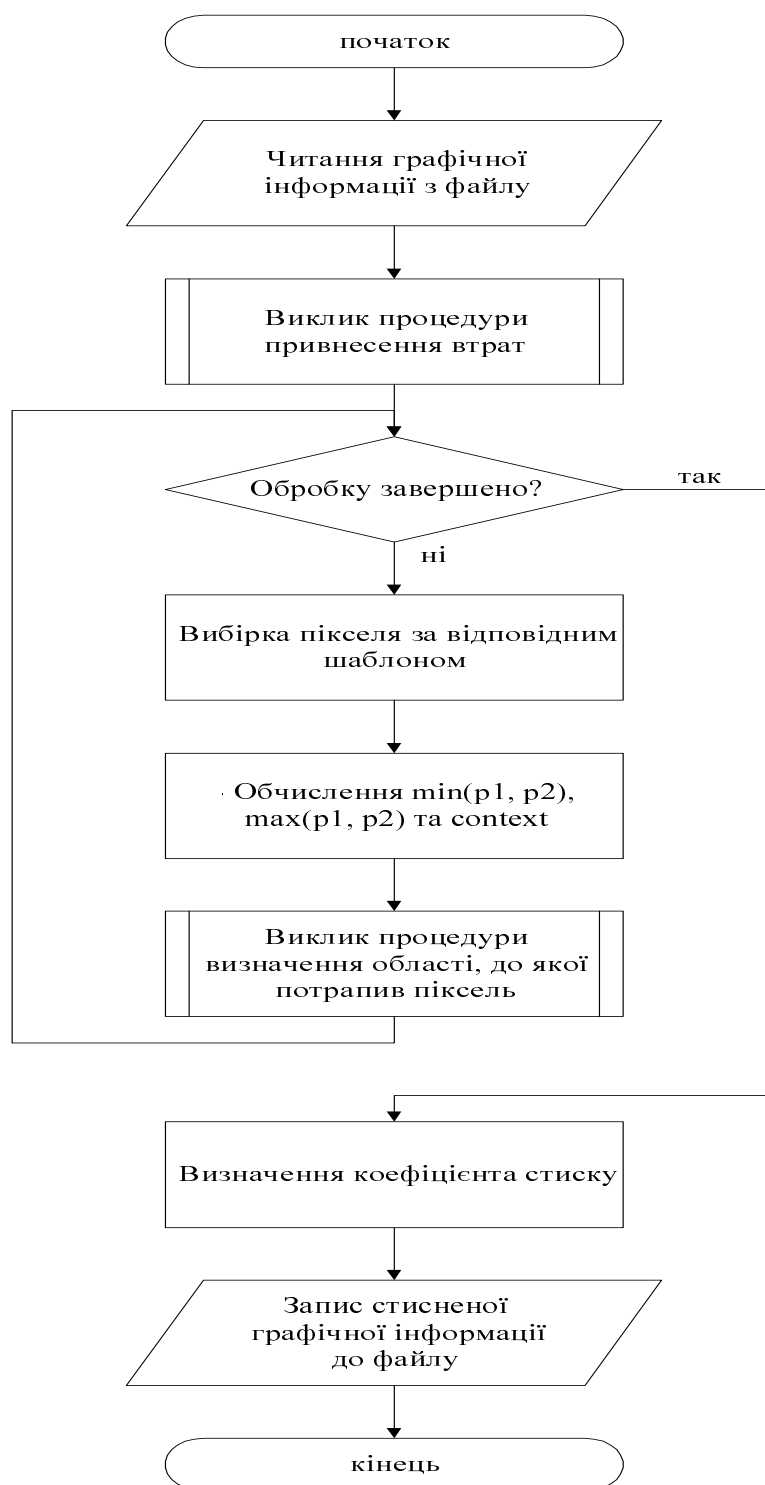 початок
Читання графічної
інформації з файлу
Виклик процедури
привнесення втрат
Обробку завершено?
так
ні
Вибірка пікселя за відповідним
шаблоном
Обчислення min(p1, p2),
max(p1, p2) та context
Виклик процедури
визначення області, до якої
потрапив піксель
Визначення коефіцієнта стиску
Запис стисненої
графічної інформації
до файлу
кінець